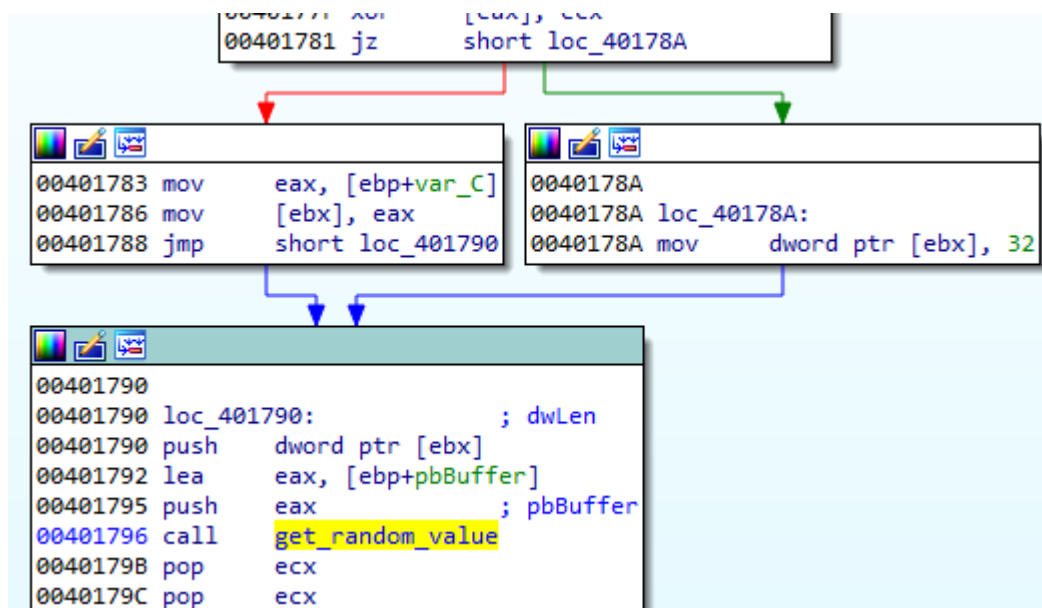 00401781 jz short loc_40178A
00401783 mov eax, [ebp+var_C]
00401786 mov [ebx], eax
00401788 jmp short loc_401790
0040178A
0040178A loc_40178A:
0040178A mov dword ptr [ebx], 32
00401790
00401790 loc_401790: ; dwLen
00401790 push dword ptr [ebx]
00401792 lea eax, [ebp+pbBuffer]
00401795 push eax ; pbBuffer
00401796 call get_random_value
0040179B pop ecx
0040179C pop ecx